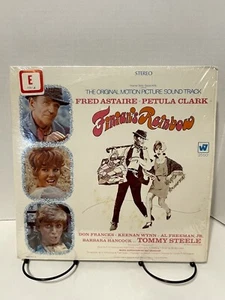 STEREO
E
THE ORIGINAL MOTION PICTURE SOUND TRACK
FRED ASTAIRE · PETULA CLARK
Finian's Rainbow
W
DON FRANCKS · KEENAN WYNN · AL FREEMAN, JR.
BARBARA HANCOCK · TOMMY STEELE